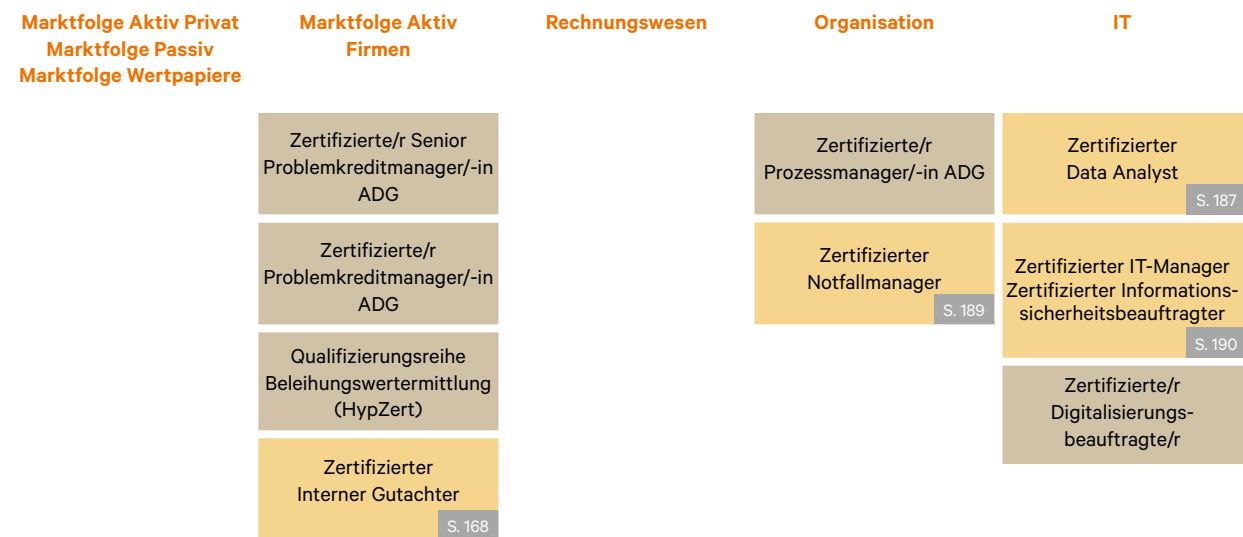 Marktfolge Aktiv Privat
Marktfolge Passiv
Marktfolge Wertpapiere
Marktfolge Aktiv
Firmen
Rechnungswesen
Organisation
IT
Zertifizierte/r Senior
Problemkreditmanager/-in
ADG
Zertifizierte/r
Problemkreditmanager/-in
ADG
Qualifizierungsreihe
Beleihungswertermittlung
(HypZert)
Zertifizierter
Interner Gutachter
S. 168
Zertifizierte/r
Prozessmanager/-in ADG
Zertifizierter
Notfallmanager
S. 189
Zertifizierter
Data Analyst
S. 187
Zertifizierter IT-Manager
Zertifizierter Informations-
sicherheitsbeauftragter
S. 190
Zertifizierte/r
Digitalisierungs-
beauftragte/r